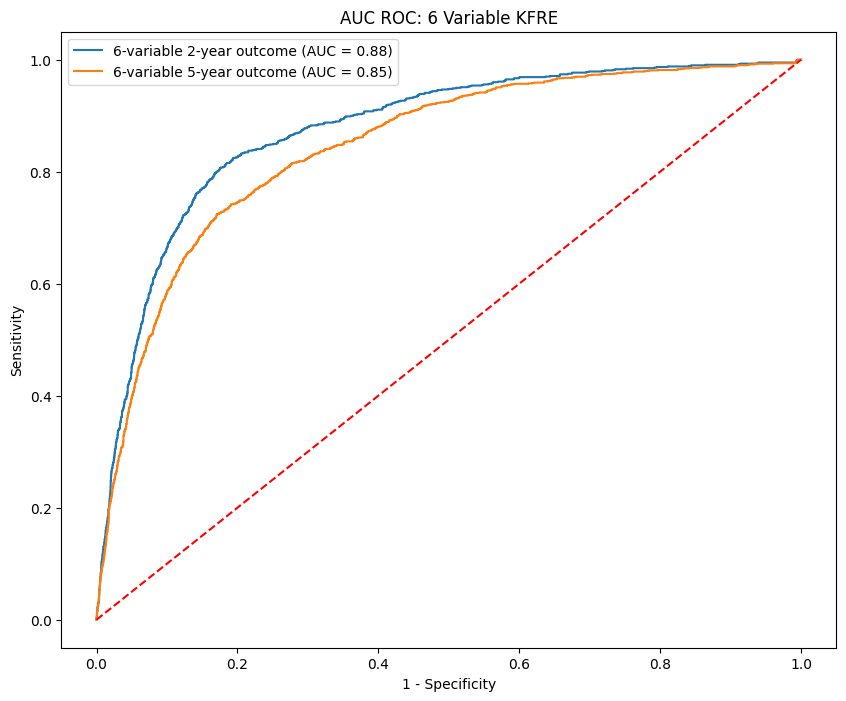 AUC ROC: 6 Variable KFRE
6-variable 2-year outcome (AUC = 0.88)
6-variable 5-year outcome (AUC = 0.85)
1.0
0.8
0.6
0.4
0.2
0.0
Sensitivity
0.0 0.2 0.4 0.6 0.8 1.0
1 - Specificity